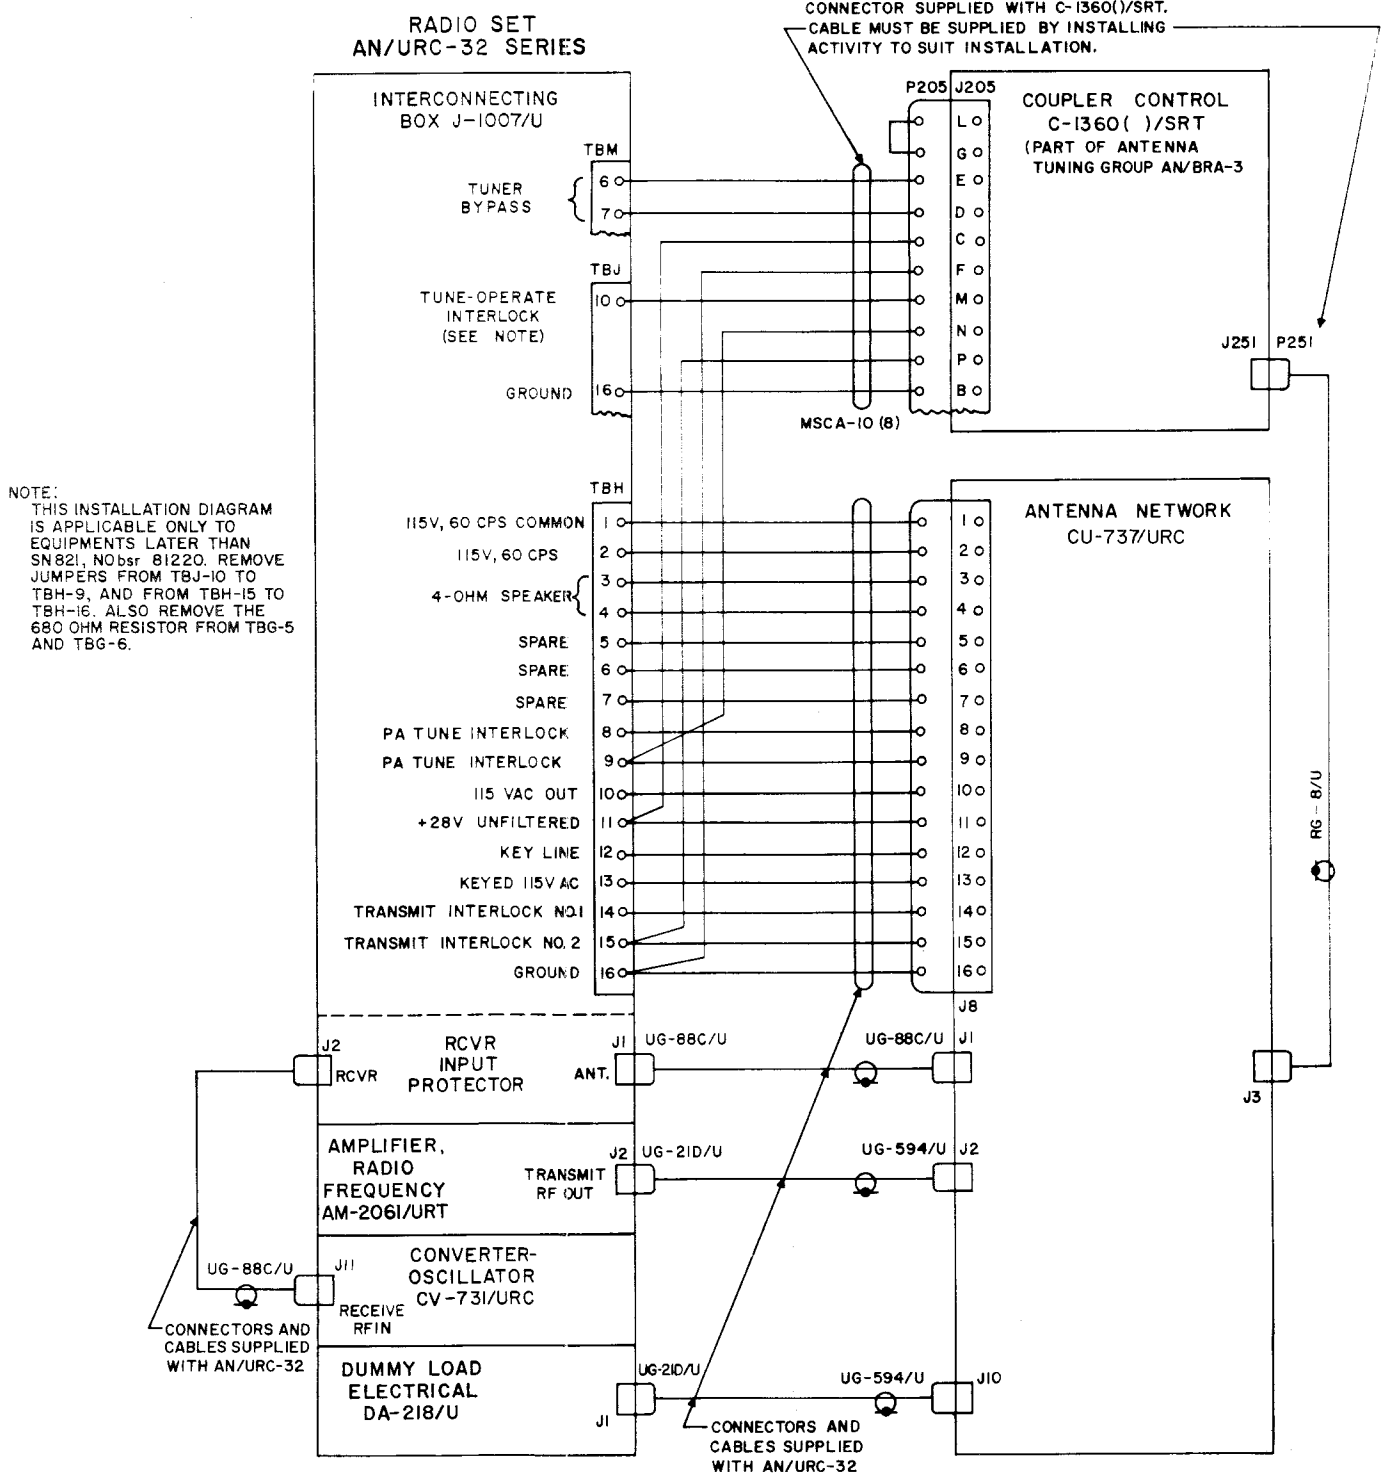 CONNECTOR SUPPLIED WITH C-1360()/SRT.
CABLE MUST BE SUPPLIED BY INSTALLING
ACTIVITY TO SUIT INSTALLATION.
RADIO SET
AN/URC-32 SERIES
INTERCONNECTING
BOX J-1007/U
P205 J205
COUPLER CONTROL
C-1360( )/SRT
(PART OF ANTENNA
TUNING GROUP AN/BRA-3
L
G
E
D
C
F
M
N
P
B
TBM
TUNER
BYPASS
6
7
TBJ
TUNE-OPERATE
INTERLOCK
(SEE NOTE)
10
GROUND
16
MSCA-10 (8)
J251 P251
NOTE:
THIS INSTALLATION DIAGRAM
IS APPLICABLE ONLY TO
EQUIPMENTS LATER THAN
SN821, NObsr 81220. REMOVE
JUMPERS FROM TBJ-10 TO
TBH-9, AND FROM TBH-15 TO
TBH-16. ALSO REMOVE THE
680 OHM RESISTOR FROM TBG-5
AND TBG-6.
TBH
ANTENNA NETWORK
CU-737/URC
115V, 60 CPS COMMON 1 1
115V, 60 CPS 2 2
3 3
4-OHM SPEAKER
4 4
SPARE 5 5
SPARE 6 6
SPARE 7 7
PA TUNE INTERLOCK 8 8
PA TUNE INTERLOCK 9 9
115 VAC OUT 10 10
+28V UNFILTERED 11 11
KEY LINE 12 12
KEYED 115V AC 13 13
TRANSMIT INTERLOCK NO.1 14 14
TRANSMIT INTERLOCK NO. 2 15 15
GROUND 16 16
J8
RG-8/U
J2
RCVR
RCVR
INPUT
PROTECTOR
J1 UG-88C/U
ANT.
UG-88C/U J1
J3
AMPLIFIER,
RADIO
FREQUENCY
AM-2061/URT
J2 UG-21D/U
TRANSMIT
RF OUT
UG-594/U J2
UG-88C/U J11
RECEIVE
RF IN
CONVERTER-
OSCILLATOR
CV-731/URC
CONNECTORS AND
CABLES SUPPLIED
WITH AN/URC-32
DUMMY LOAD
ELECTRICAL
DA-218/U
J1
UG-21D/U
UG-594/U J10
CONNECTORS AND
CABLES SUPPLIED
WITH AN/URC-32